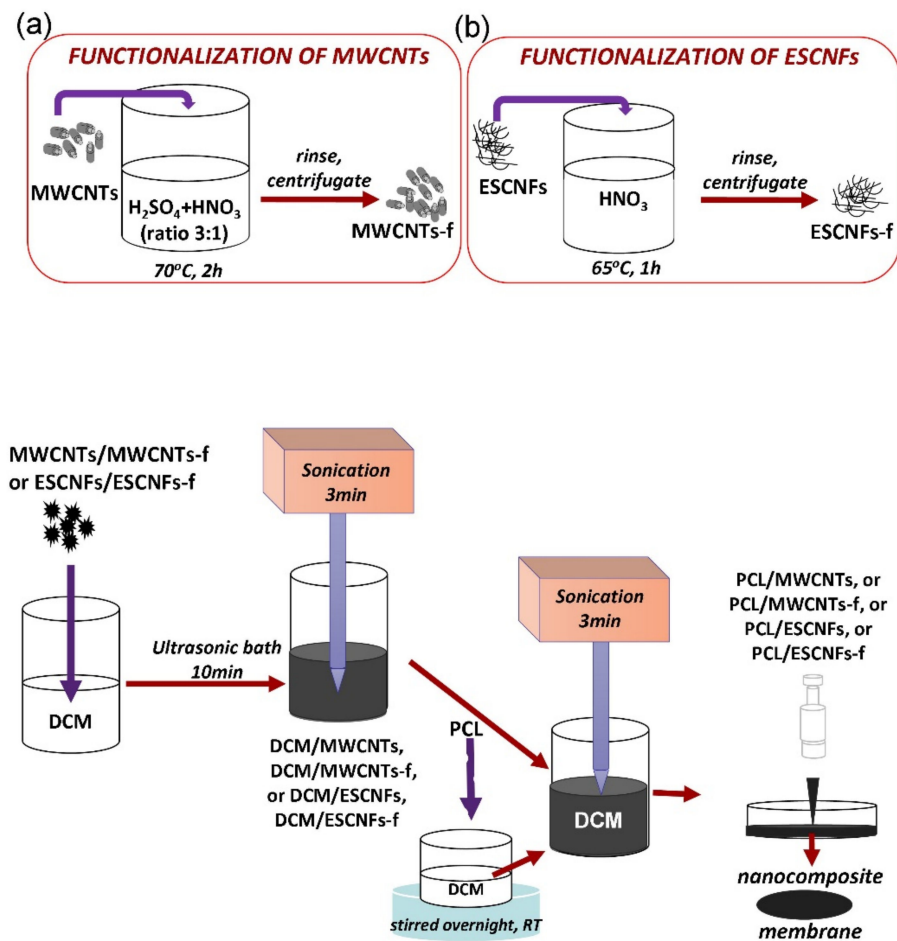 (a)
FUNCTIONALIZATION OF MWCNTs
MWCNTs
H₂SO₄+HNO₃
(ratio 3:1)
70°C, 2h
rinse,
centrifugate
MWCNTs-f
(b)
FUNCTIONALIZATION OF ESCNFs
ESCNFs
HNO₃
65°C, 1h
rinse,
centrifugate
ESCNFs-f
MWCNTs/MWCNTs-f
or ESCNFs/ESCNFs-f
DCM
Ultrasonic bath
10min
Sonication
3min
DCM/MWCNTs,
DCM/MWCNTs-f,
or DCM/ESCNFs,
DCM/ESCNFs-f
PCL
DCM
stirred overnight, RT
Sonication
3min
DCM
PCL/MWCNTs, or
PCL/MWCNTs-f, or
PCL/ESCNFs, or
PCL/ESCNFs-f
nanocomposite
membrane